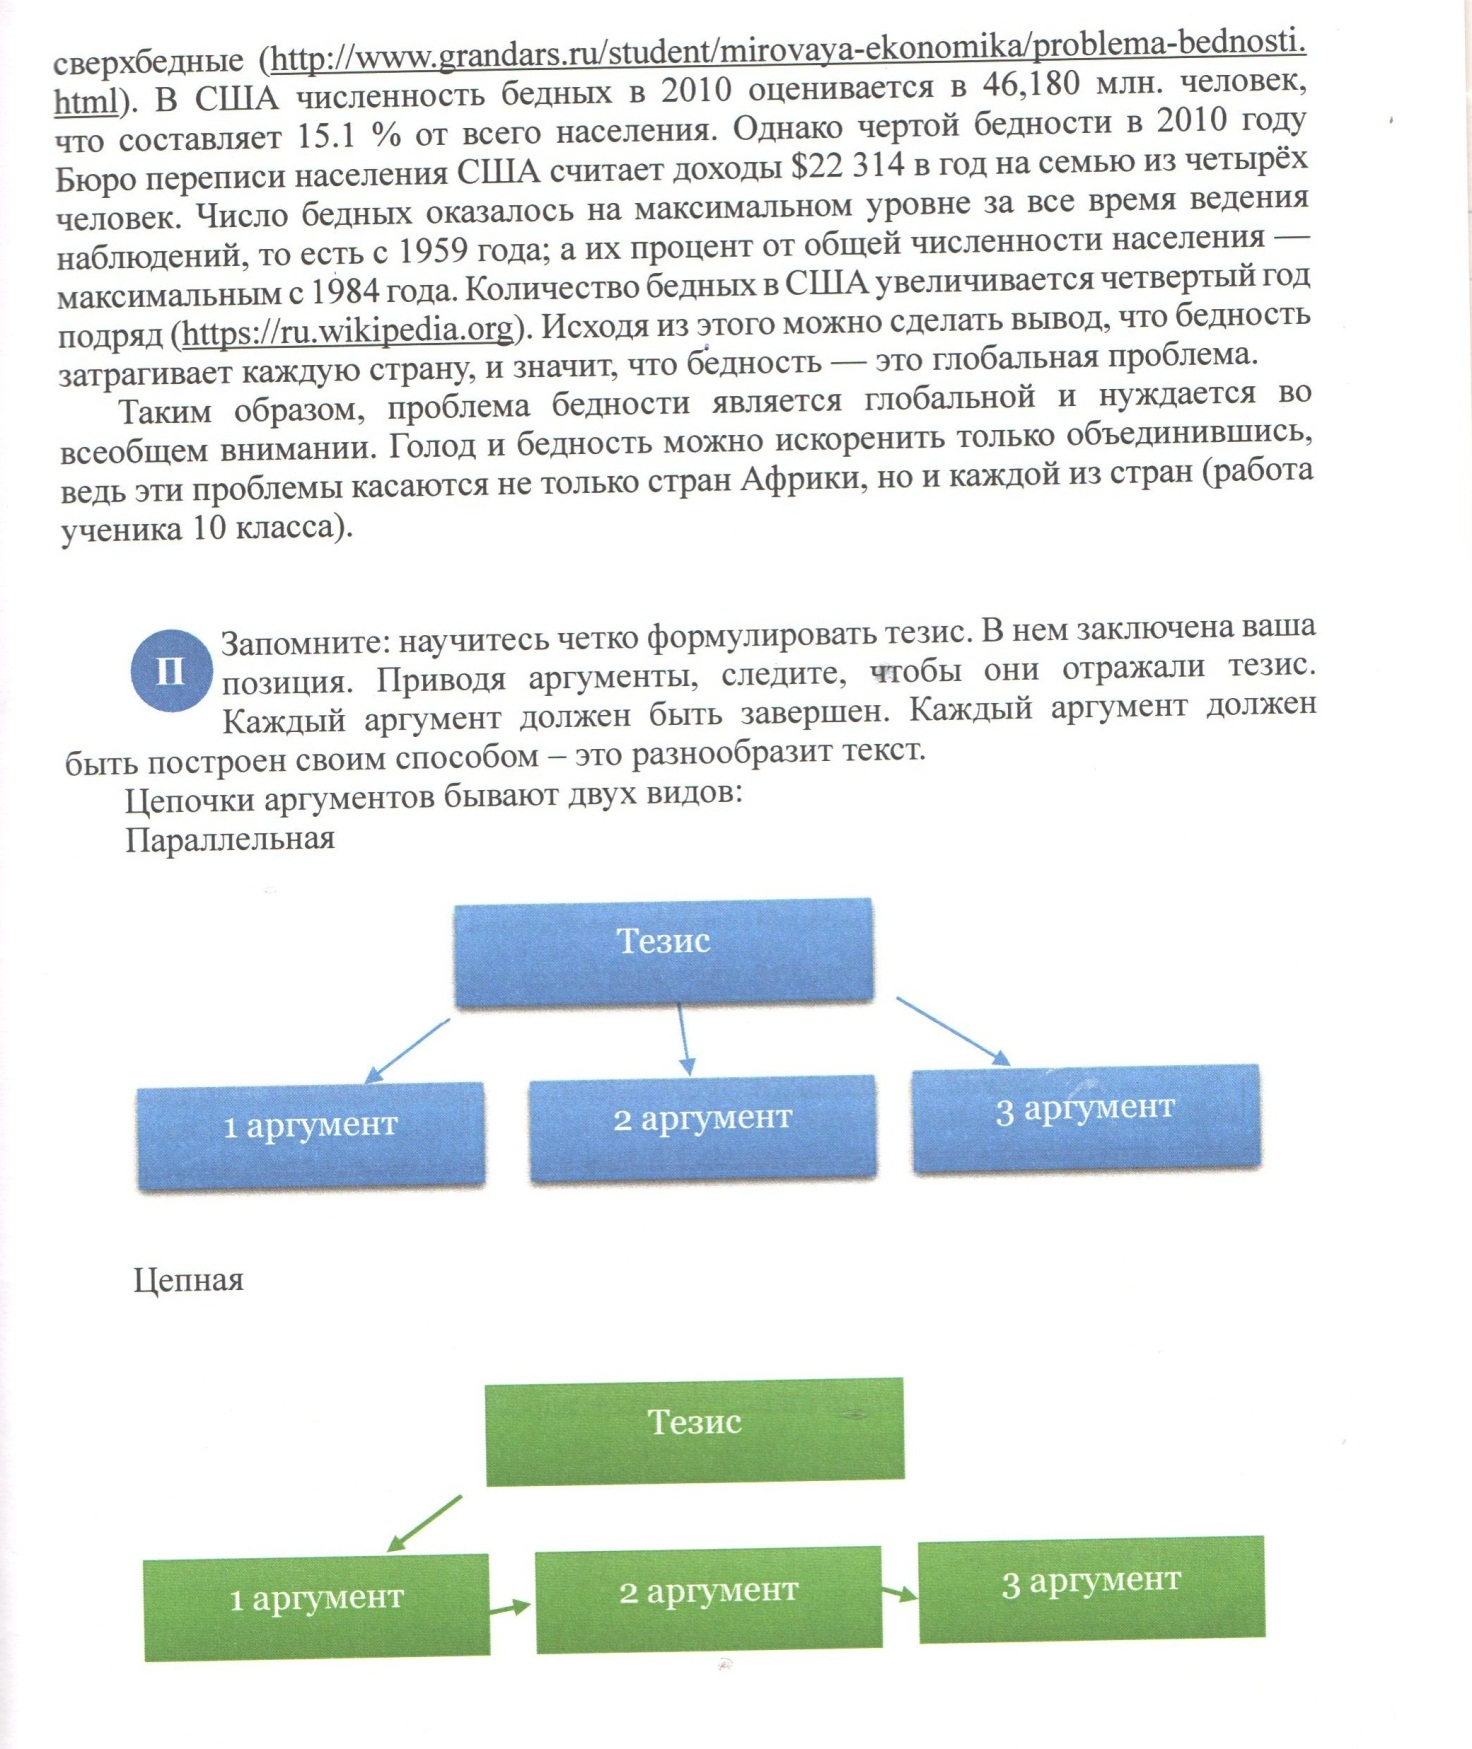 сверхбедные (http://www.grandars.ru/student/mirovaya-ekonomika/problema-bednosti.
html). В США численность бедных в 2010 оценивается в 46,180 млн. человек,
что составляет 15.1 % от всего населения. Однако чертой бедности в 2010 году
Бюро переписи населения США считает доходы $22 314 в год на семью из четырёх
человек. Число бедных оказалось на максимальном уровне за все время ведения
наблюдений, то есть с 1959 года; а их процент от общей численности населения —
максимальным с 1984 года. Количество бедных в США увеличивается четвертый год
подряд (https://ru.wikipedia.org). Исходя из этого можно сделать вывод, что бедность
затрагивает каждую страну, и значит, что бедность — это глобальная проблема.
Таким образом, проблема бедности является глобальной и нуждается во
всеобщем внимании. Голод и бедность можно искоренить только объединившись,
ведь эти проблемы касаются не только стран Африки, но и каждой из стран (работа
ученика 10 класса).
П
Запомните: научитесь четко формулировать тезис. В нем заключена ваша
позиция. Приводя аргументы, следите, чтобы они отражали тезис.
Каждый аргумент должен быть завершен. Каждый аргумент должен
быть построен своим способом – это разнообразит текст.
Цепочки аргументов бывают двух видов:
Параллельная
Тезис
1 аргумент
2 аргумент
3 аргумент
Цепная
Тезис
1 аргумент
2 аргумент
3 аргумент